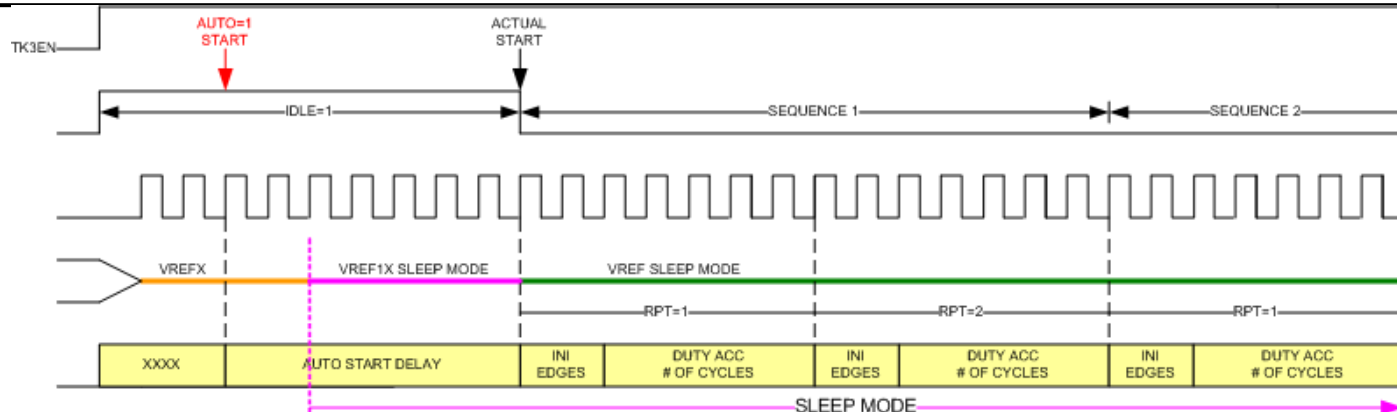 AUTO=1
START
ACTUAL
START
TK3EN
IDLE=1
SEQUENCE 1
SEQUENCE 2
VREFX
VREF1X SLEEP MODE
VREF SLEEP MODE
RPT=1
RPT=2
RPT=1
XXXX
AUTO START DELAY
INI
EDGES
DUTY ACC
# OF CYCLES
INI
EDGES
DUTY ACC
# OF CYCLES
INI
EDGES
DUTY ACC
# OF CYCLES
SLEEP MODE